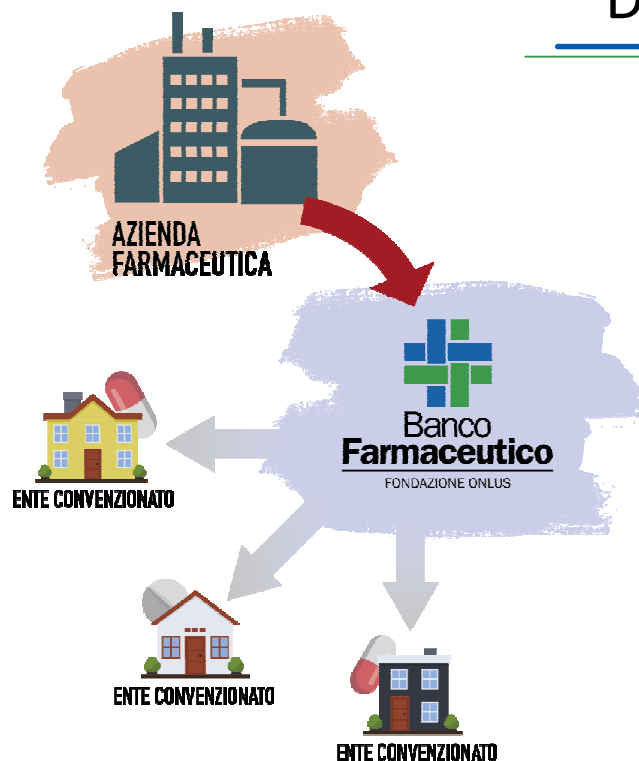 D
AZIENDA
FARMACEUTICA
Banco
Farmaceutico
FONDAZIONE ONLUS
ENTE CONVENZIONATO
ENTE CONVENZIONATO
ENTE CONVENZIONATO